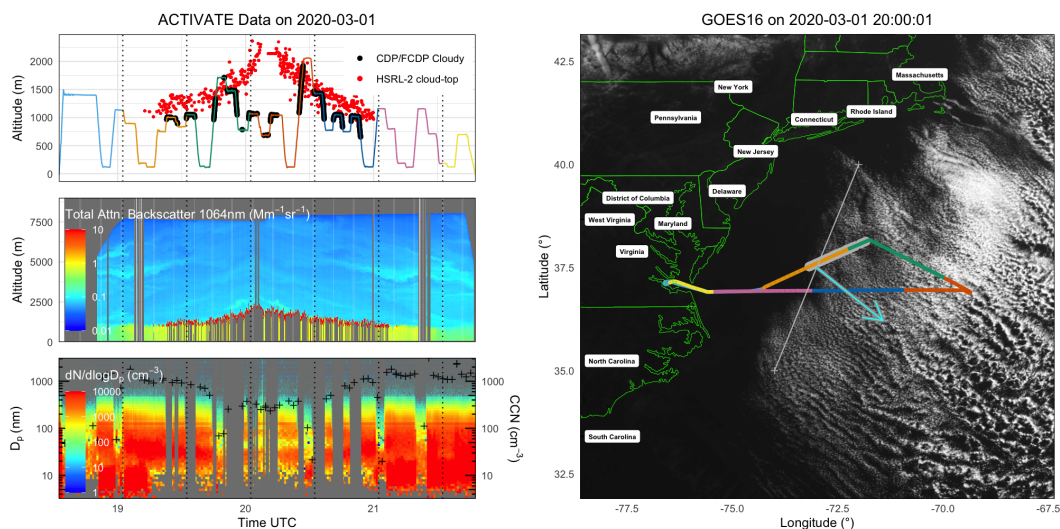 ACTIVATE Data on 2020-03-01
Altitude (m)
2000
1500
1000
500
0
CDP/FCDP Cloudy
HSRL-2 cloud-top
Total Attn. Backscatter 1064nm (Mm⁻¹sr⁻¹)
Altitude (m)
7500
5000
2500
0
10
1
0.1
0.01
dN/dlogDₚ (cm⁻³)
Dₚ (nm)
1000
100
10
10000
1000
100
10
1
1000
100
10
CCN (cm⁻³)
19
20
21
Time UTC
GOES16 on 2020-03-01 20:00:01
Latitude (°)
42.5
40.0
37.5
35.0
32.5
Massachusetts
New York
Rhode Island
Pennsylvania
Connecticut
New Jersey
Delaware
District of Columbia
West Virginia
Maryland
Virginia
North Carolina
South Carolina
-77.5
-75.0
-72.5
-70.0
-67.5
Longitude (°)